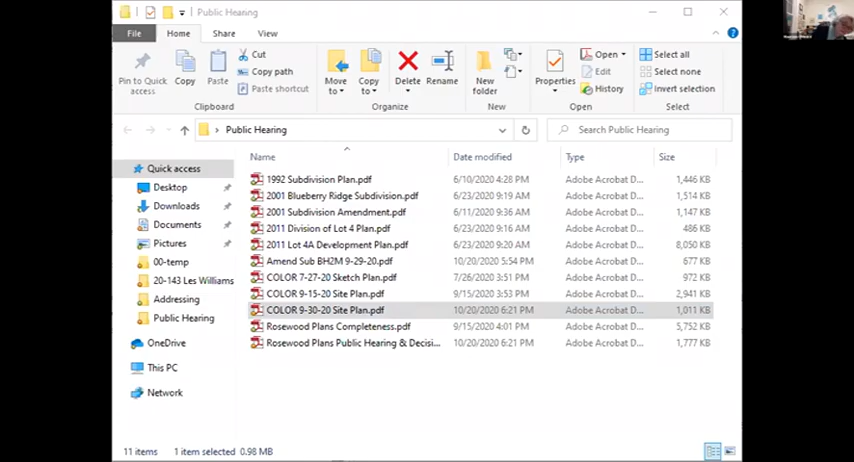 Public Hearing
File Home Share View
Pin to Quick access
Copy
Paste
Cut
Copy path
Paste shortcut
Clipboard
Move to
Copy to
Delete
Rename
Organize
New folder
New
Properties
Open
Edit
History
Open
Select all
Select none
Invert selection
Select
Public Hearing
Search Public Hearing
Name Date modified Type Size
Quick access
Desktop
Downloads
Documents
Pictures
00-temp
20-143 Les Williams
Addressing
Public Hearing
OneDrive
This PC
Network
1992 Subdivision Plan.pdf 6/10/2020 4:28 PM Adobe Acrobat D... 1,446 KB
2001 Blueberry Ridge Subdivision.pdf 6/23/2020 9:19 AM Adobe Acrobat D... 1,514 KB
2001 Subdivision Amendment.pdf 6/11/2020 9:36 AM Adobe Acrobat D... 1,147 KB
2011 Division of Lot 4 Plan.pdf 6/23/2020 9:16 AM Adobe Acrobat D... 486 KB
2011 Lot 4A Development Plan.pdf 6/23/2020 9:20 AM Adobe Acrobat D... 8,050 KB
Amend Sub BH2M 9-29-20.pdf 10/20/2020 5:54 PM Adobe Acrobat D... 677 KB
COLOR 7-27-20 Sketch Plan.pdf 7/26/2020 3:51 PM Adobe Acrobat D... 972 KB
COLOR 9-15-20 Site Plan.pdf 9/15/2020 3:53 PM Adobe Acrobat D... 2,941 KB
COLOR 9-30-20 Site Plan.pdf 10/20/2020 6:21 PM Adobe Acrobat D... 1,011 KB
Rosewood Plans Completeness.pdf 9/15/2020 4:01 PM Adobe Acrobat D... 5,752 KB
Rosewood Plans Public Hearing & Decisi... 10/20/2020 6:21 PM Adobe Acrobat D... 1,777 KB
11 items 1 item selected 0.98 MB